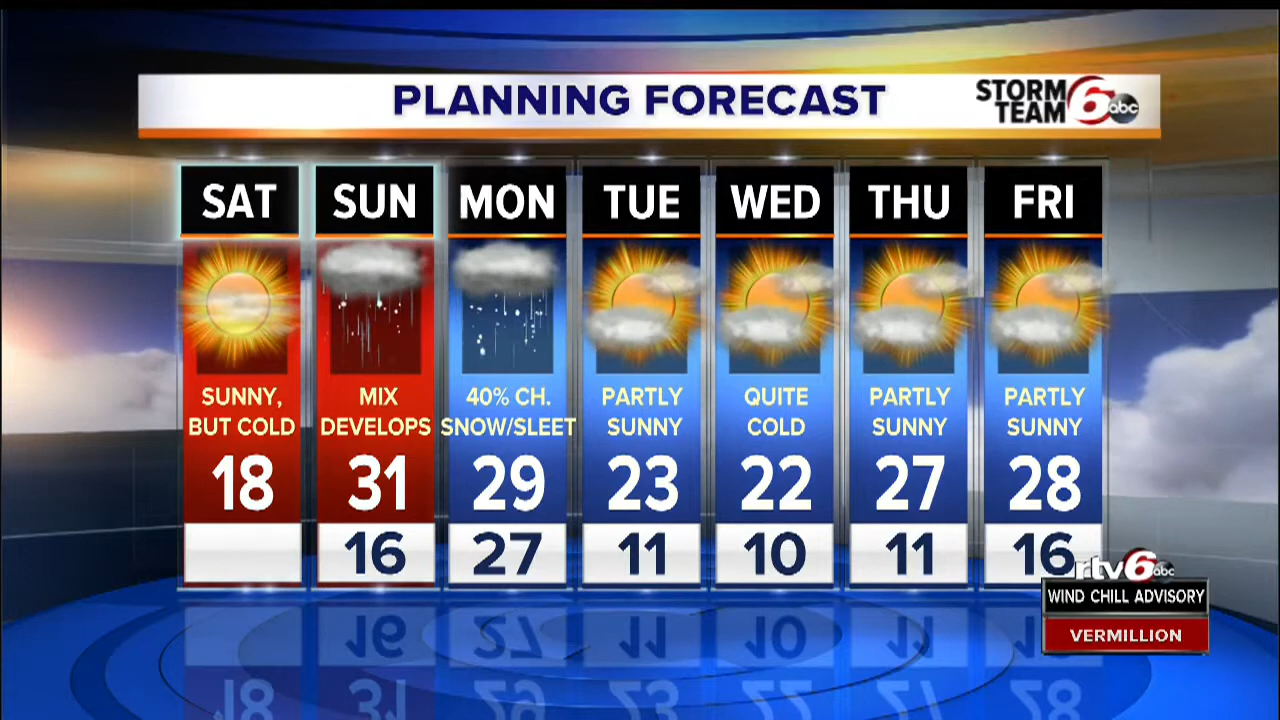 PLANNING FORECAST
STORM TEAM 6 abc
SAT SUN MON TUE WED THU FRI
SUNNY, MIX 40% CH. PARTLY QUITE PARTLY PARTLY
BUT COLD DEVELOPS SNOW/SLEET SUNNY COLD SUNNY SUNNY
18 31 29 23 22 27 28
16 27 11 10 11 16
rtv6 abc
WIND CHILL ADVISORY
VERMILLION